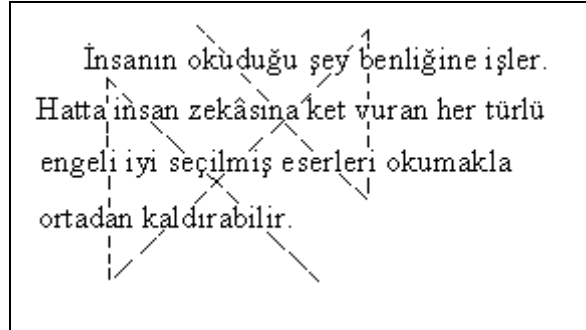 İnsanın okuduğu şey benliğine işler.
Hatta insan zekâsına ket vuran her türlü
engeli iyi seçilmiş eserleri okumakla
ortadan kaldırabilir.